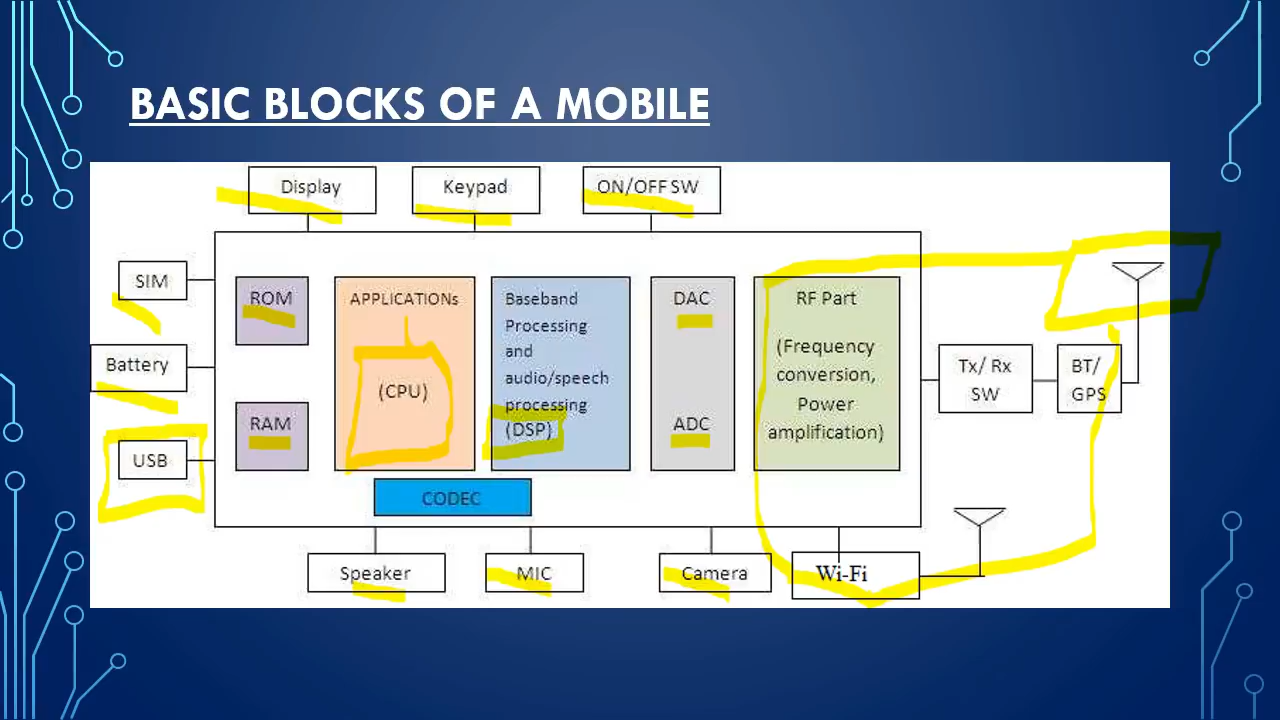 BASIC BLOCKS OF A MOBILE
Display
Keypad
ON/OFF SW
SIM
Battery
USB
ROM
RAM
APPLICATIONs
(CPU)
Baseband
Processing
and
audio/speech
processing
(DSP)
DAC
ADC
RF Part
(Frequency
conversion,
Power
amplification)
Tx/ Rx
SW
BT/
GPS
CODEC
Speaker
MIC
Camera
Wi-Fi